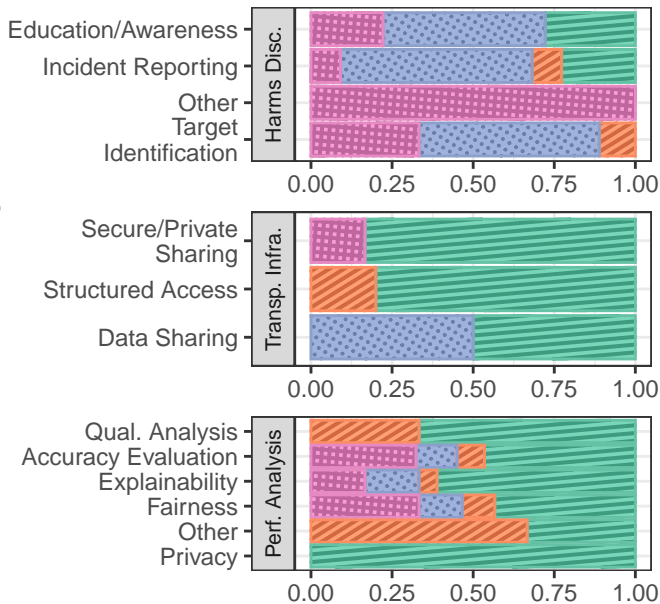 Education/Awareness
Incident Reporting
Other
Target
Identification
Harms Disc.
0.00 0.25 0.50 0.75 1.00
Secure/Private
Sharing
Structured Access
Data Sharing
Transp. Infra.
0.00 0.25 0.50 0.75 1.00
Qual. Analysis
Accuracy Evaluation
Explainability
Fairness
Other
Privacy
Perf. Analysis
0.00 0.25 0.50 0.75 1.00